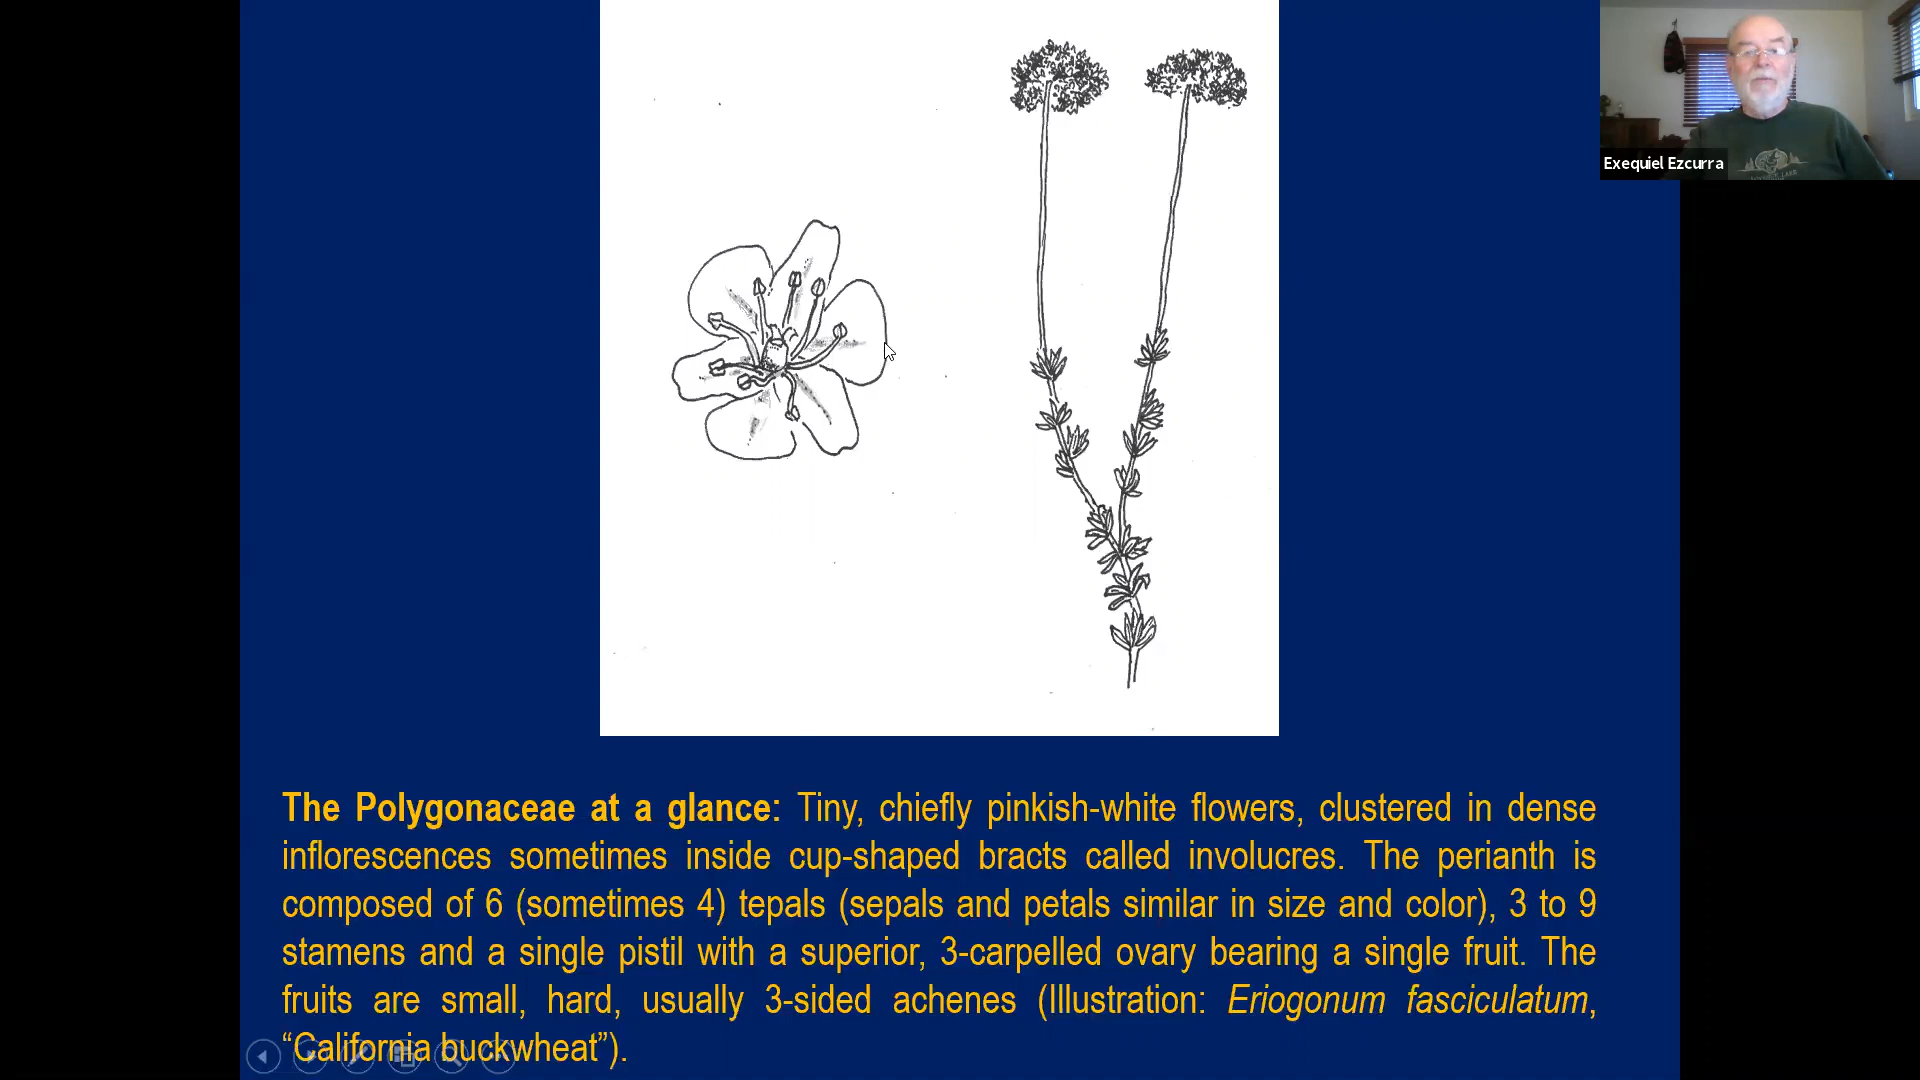 Exequiel Ezcurra
The Polygonaceae at a glance: Tiny, chiefly pinkish-white flowers, clustered in dense
inflorescences sometimes inside cup-shaped bracts called involucres. The perianth is
composed of 6 (sometimes 4) tepals (sepals and petals similar in size and color), 3 to 9
stamens and a single pistil with a superior, 3-carpelled ovary bearing a single fruit. The
fruits are small, hard, usually 3-sided achenes (Illustration: Eriogonum fasciculatum,
“California buckwheat”).